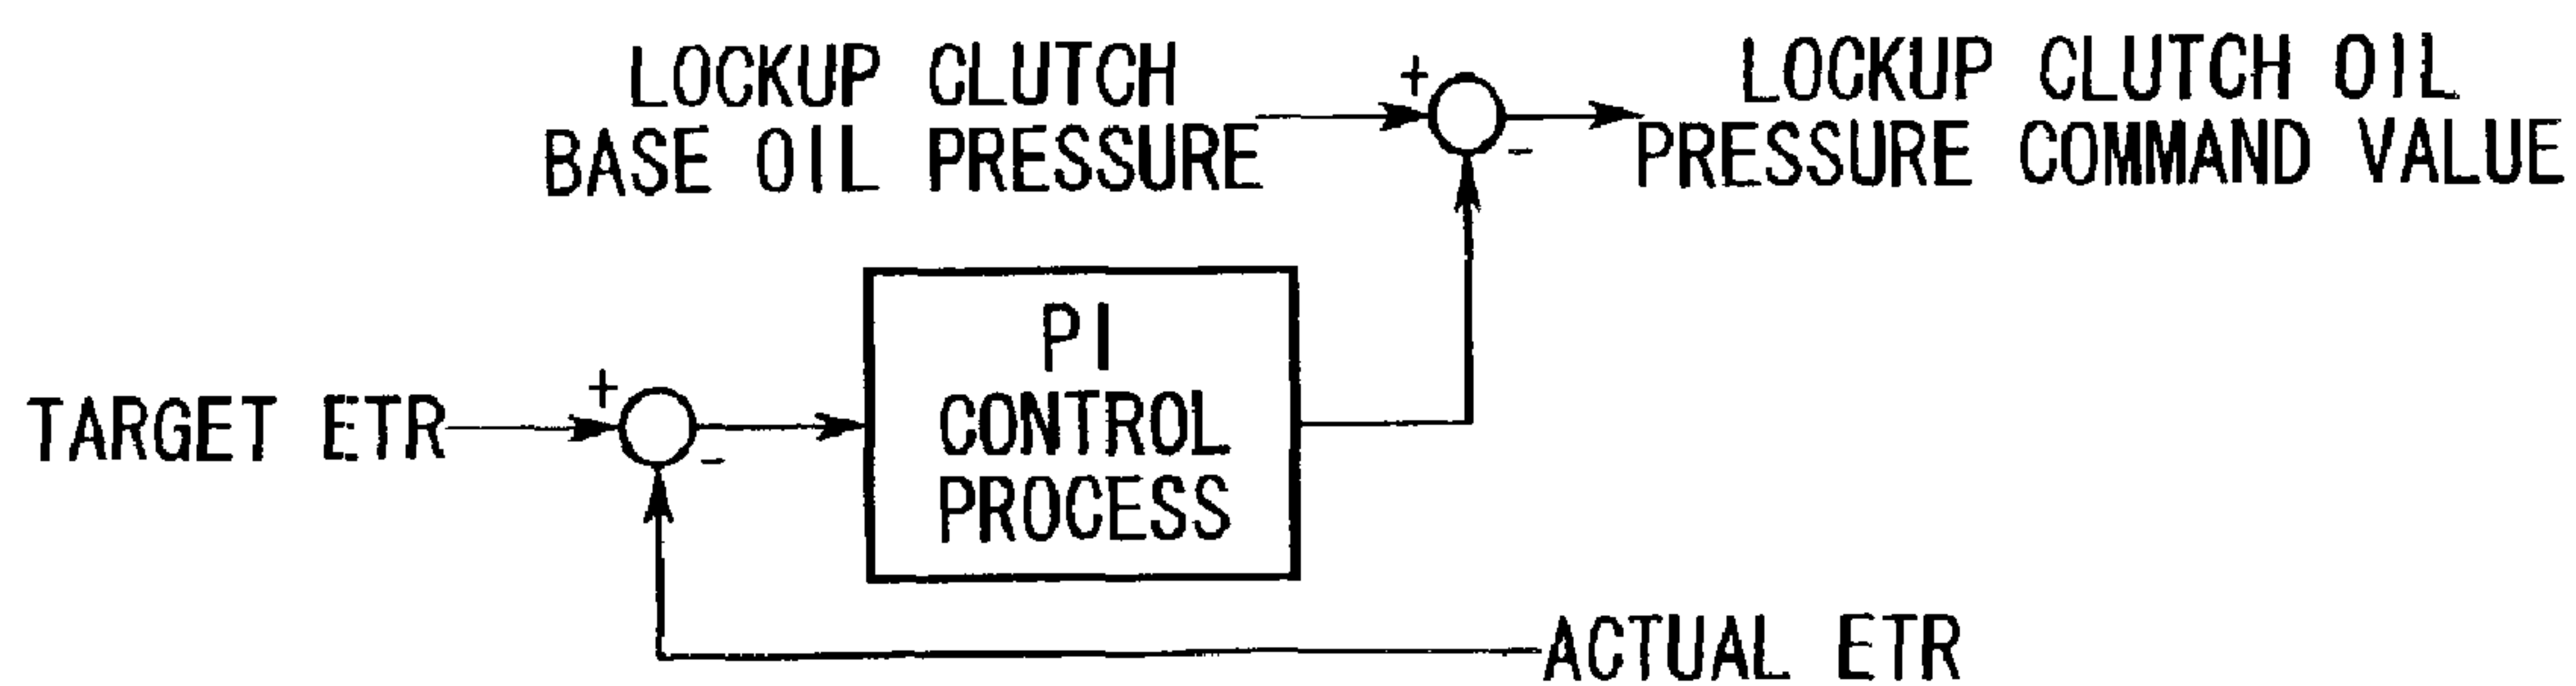 LOCKUP CLUTCH
BASE OIL PRESSURE
+
-
LOCKUP CLUTCH OIL
PRESSURE COMMAND VALUE
PI
CONTROL
PROCESS
TARGET ETR
+
-
ACTUAL ETR